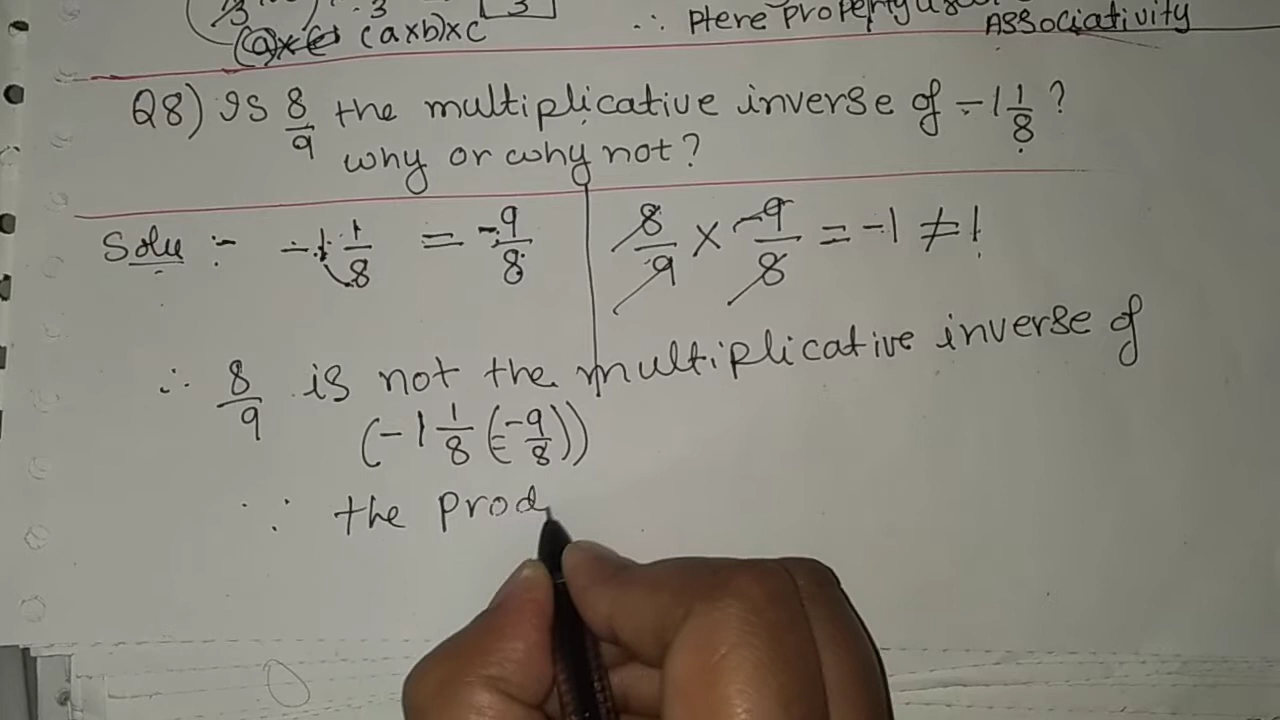 3
(a×b)×c
∴ Here Property used
Associativity
Q8) Is 8/9 the multiplicative inverse of -1 1/8 ?
why or why not?
Solu :- -1 1/8 = -9/8
8/9 × -9/8 = -1 ≠ 1
∴ 8/9 is not the multiplicative inverse of
(-1 1/8 (= -9/8))
∵ the prod